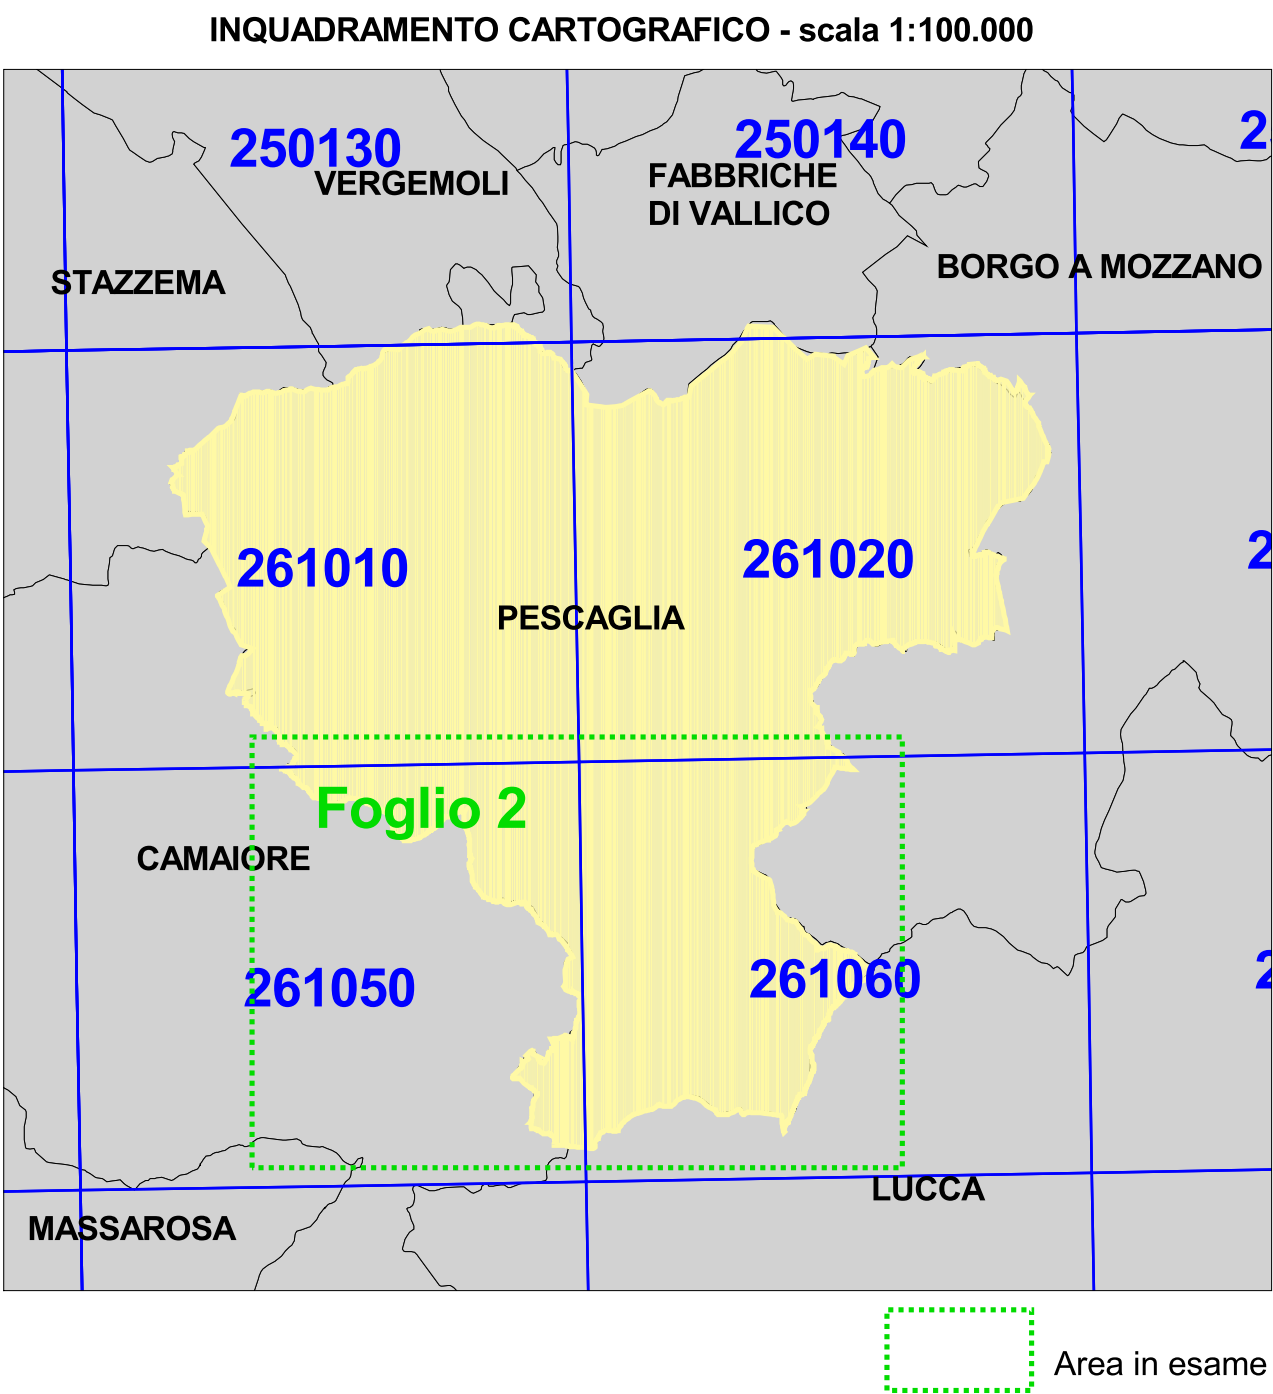 INQUADRAMENTO CARTOGRAFICO - scala 1:100.000
250130
250140
VERGEMOLI
FABBRICHE
DI VALLICO
STAZZEMA
BORGO A MOZZANO
261010
261020
PESCAGLIA
Foglio 2
CAMAIORE
261050
261060
LUCCA
MASSAROSA
Area in esame